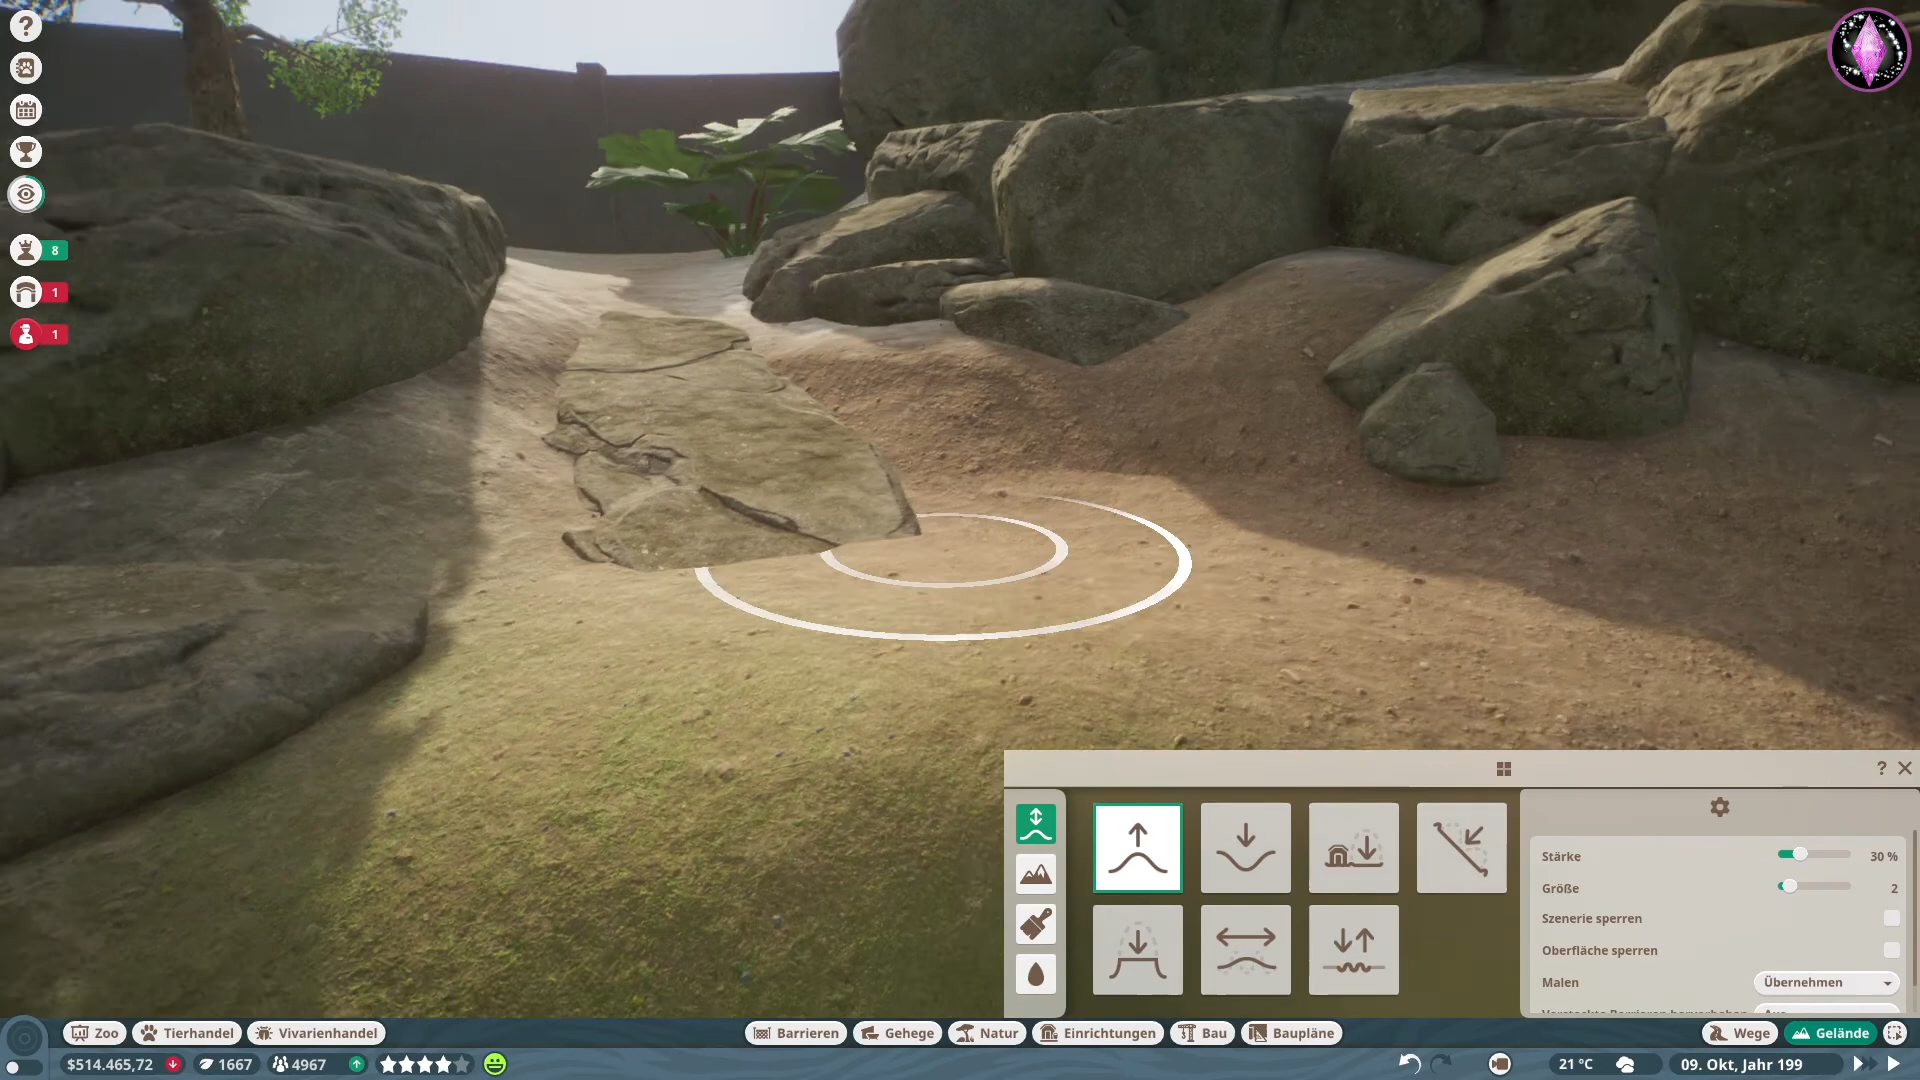 ?
8
1
1
?
Stärke
30 %
Größe
2
Szenerie sperren
Oberfläche sperren
Malen
Übernehmen
Zoo
Tierhandel
Vivarienhandel
Barrieren
Gehege
Natur
Einrichtungen
Bau
Baupläne
Wege
Gelände
$514.465,72
1667
4967
21 °C
09. Okt, Jahr 199